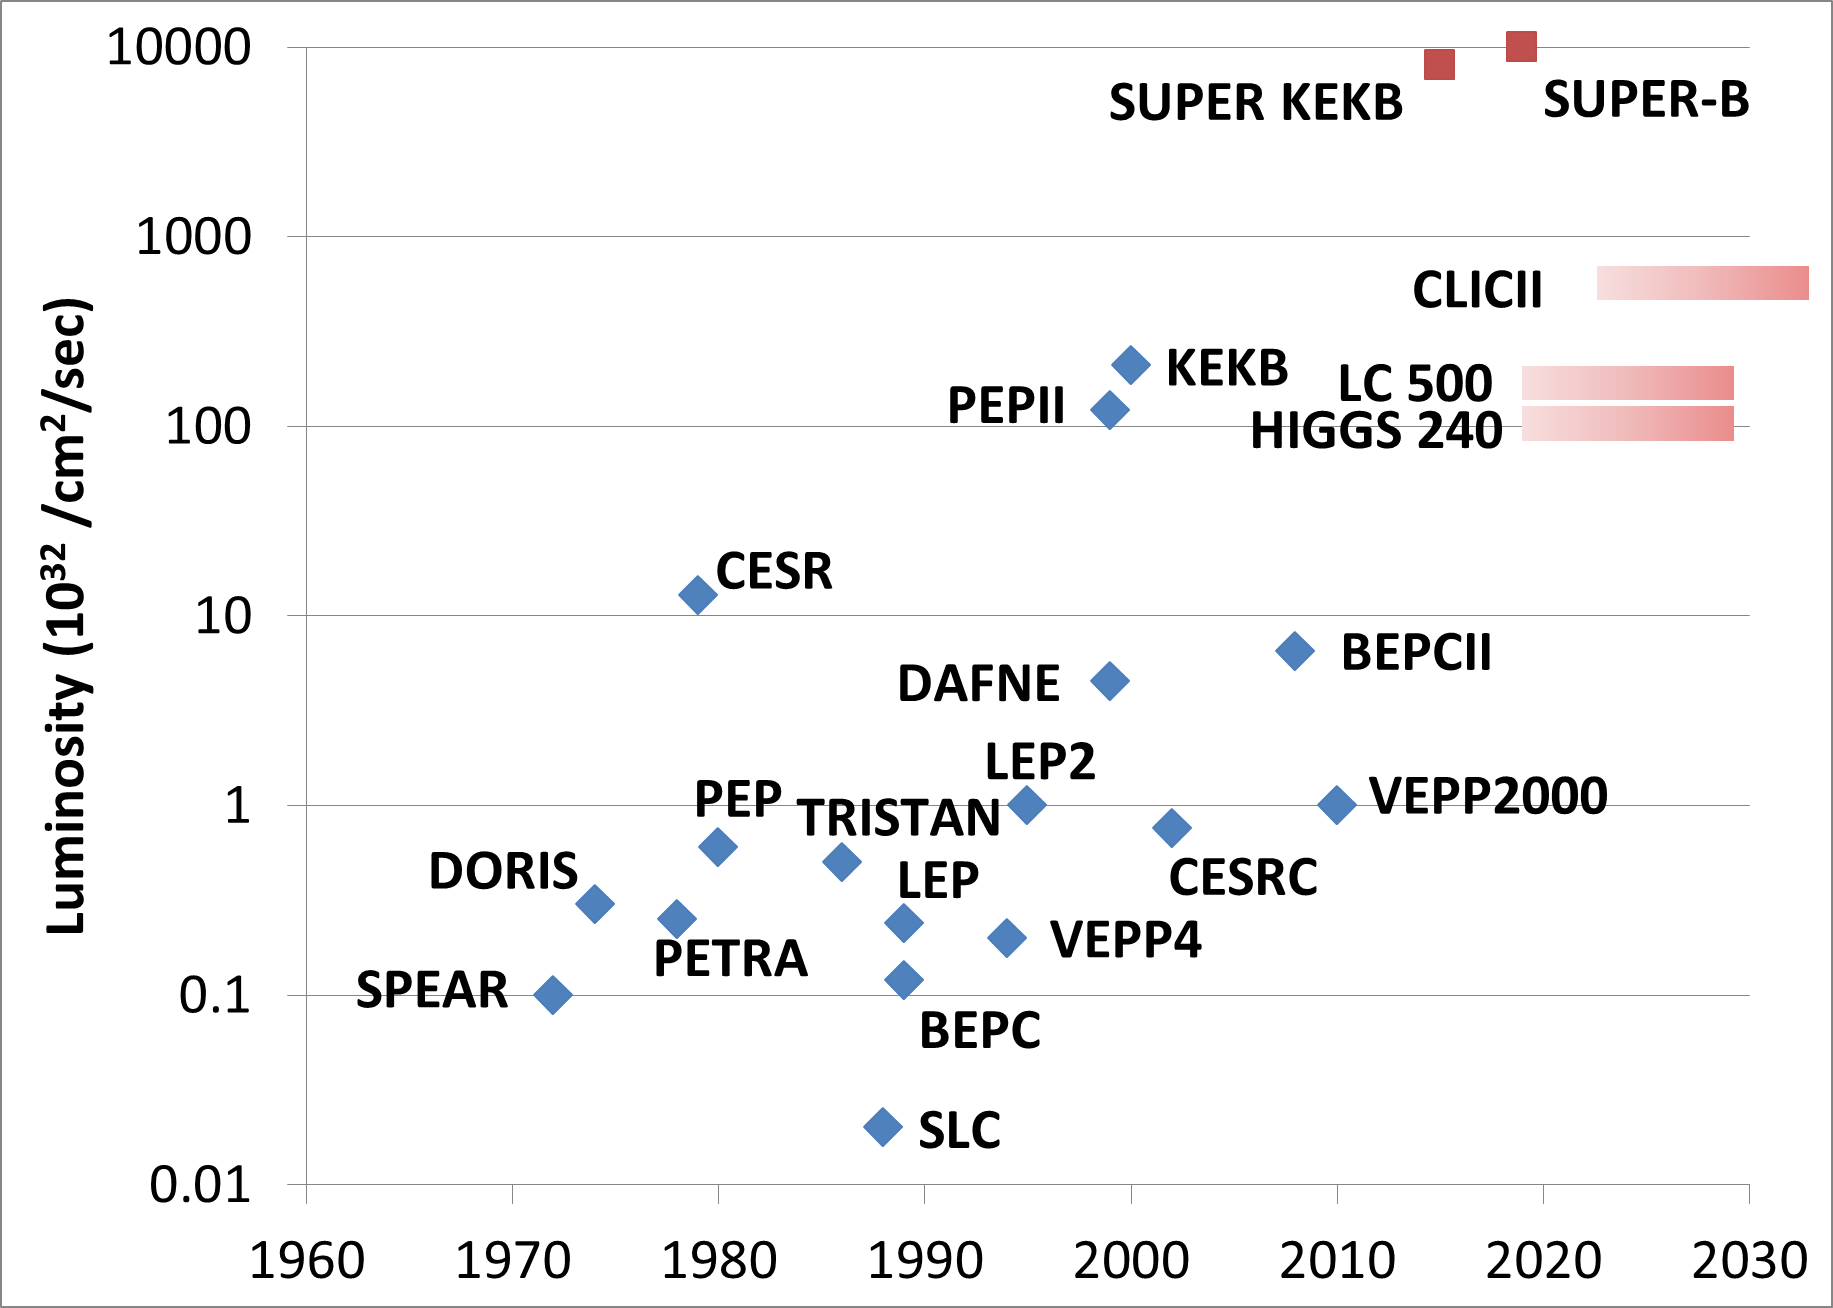 10000
SUPER KEKB
SUPER-B
1000
CLICII
KEKB
LC 500
PEPII
100
HIGGS 240
CESR
10
BEPCII
DAFNE
LEP2
PEP
TRISTAN
VEPP2000
1
DORIS
LEP
CESRC
PETRA
VEPP4
SPEAR
0.1
BEPC
SLC
0.01
Luminosity (10³² /cm²/sec)
1960 1970 1980 1990 2000 2010 2020 2030